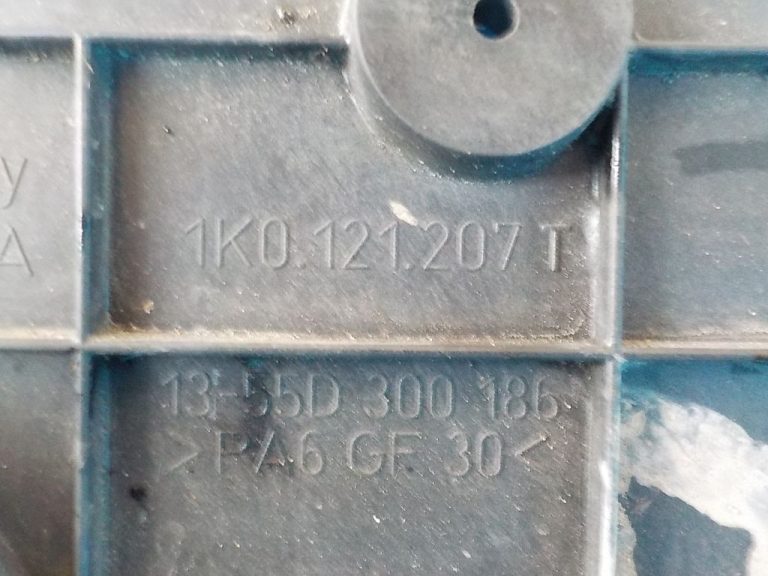 y
A
1K0.121.207 T
13-55D 300 186
>PA6 GF 30<